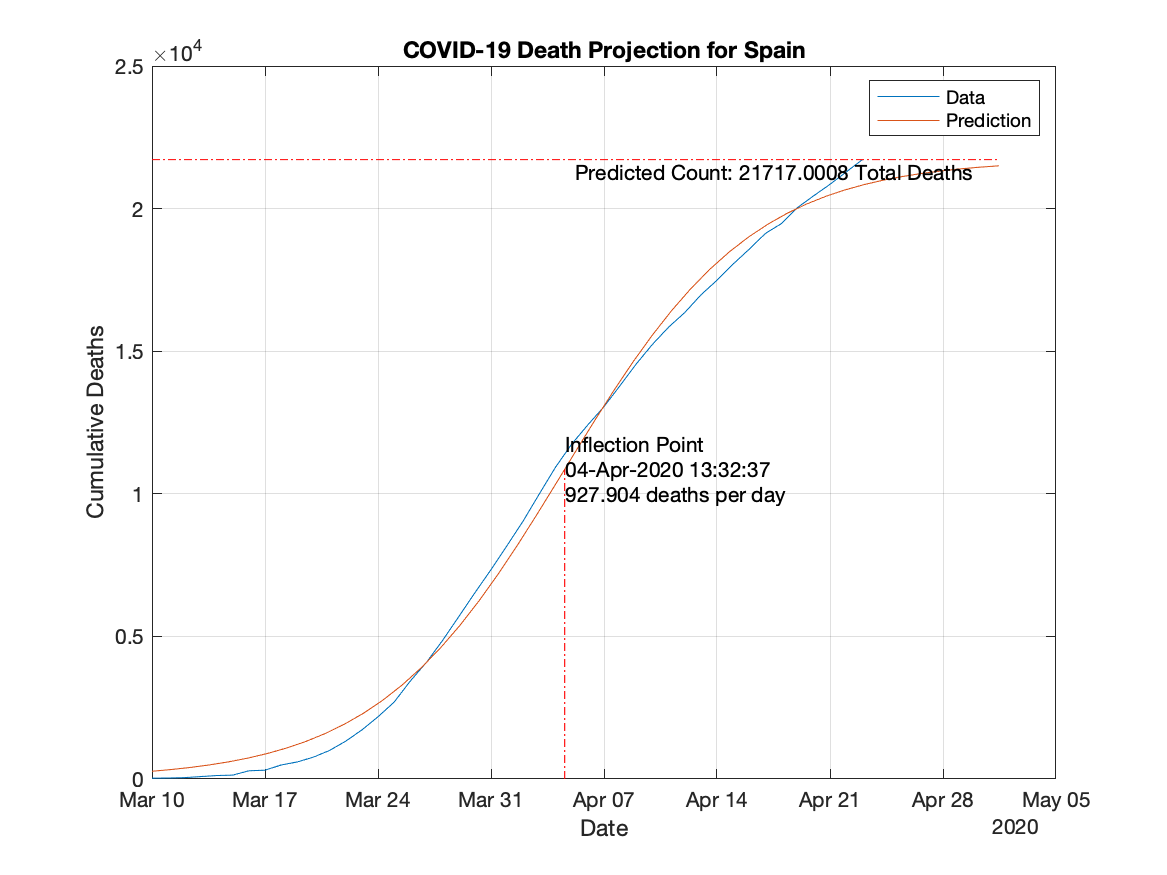 COVID-19 Death Projection for Spain
×10⁴
2.5
2
1.5
1
0.5
0
Cumulative Deaths
Data
Prediction
Predicted Count: 21717.0008 Total Deaths
Inflection Point
04-Apr-2020 13:32:37
927.904 deaths per day
Mar 10 Mar 17 Mar 24 Mar 31 Apr 07 Apr 14 Apr 21 Apr 28 May 05
Date
2020